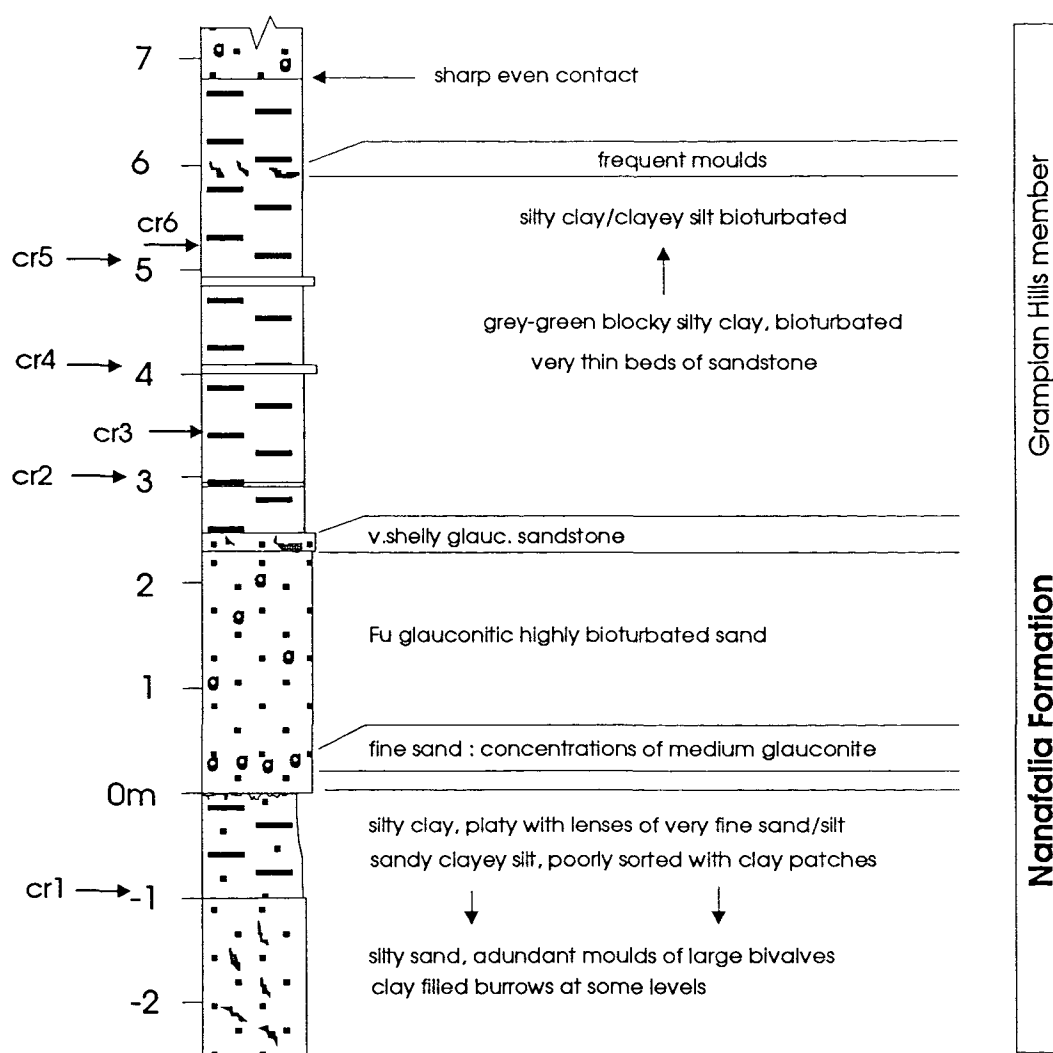 7
sharp even contact
6
frequent moulds
cr6
silty clay/clayey silt bioturbated
cr5
5
grey-green blocky silty clay, bioturbated
cr4
4
very thin beds of sandstone
cr3
cr2
3
v.shelly glauc. sandstone
2
Fu glauconitic highly bioturbated sand
1
fine sand : concentrations of medium glauconite
0m
silty clay, platy with lenses of very fine sand/silt
sandy clayey silt, poorly sorted with clay patches
cr1
-1
silty sand, adundant moulds of large bivalves
clay filled burrows at some levels
-2
g
g
g
g
g
g
g
g
g
g
Grampian Hills member
Nanafalia Formation